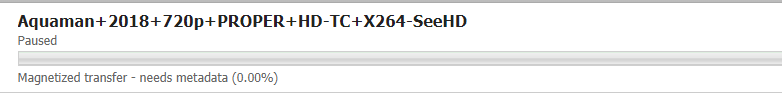 Aquaman+2018+720p+PROPER+HD-TC+X264-SeeHD
Paused
Magnetized transfer - needs metadata (0.00%)